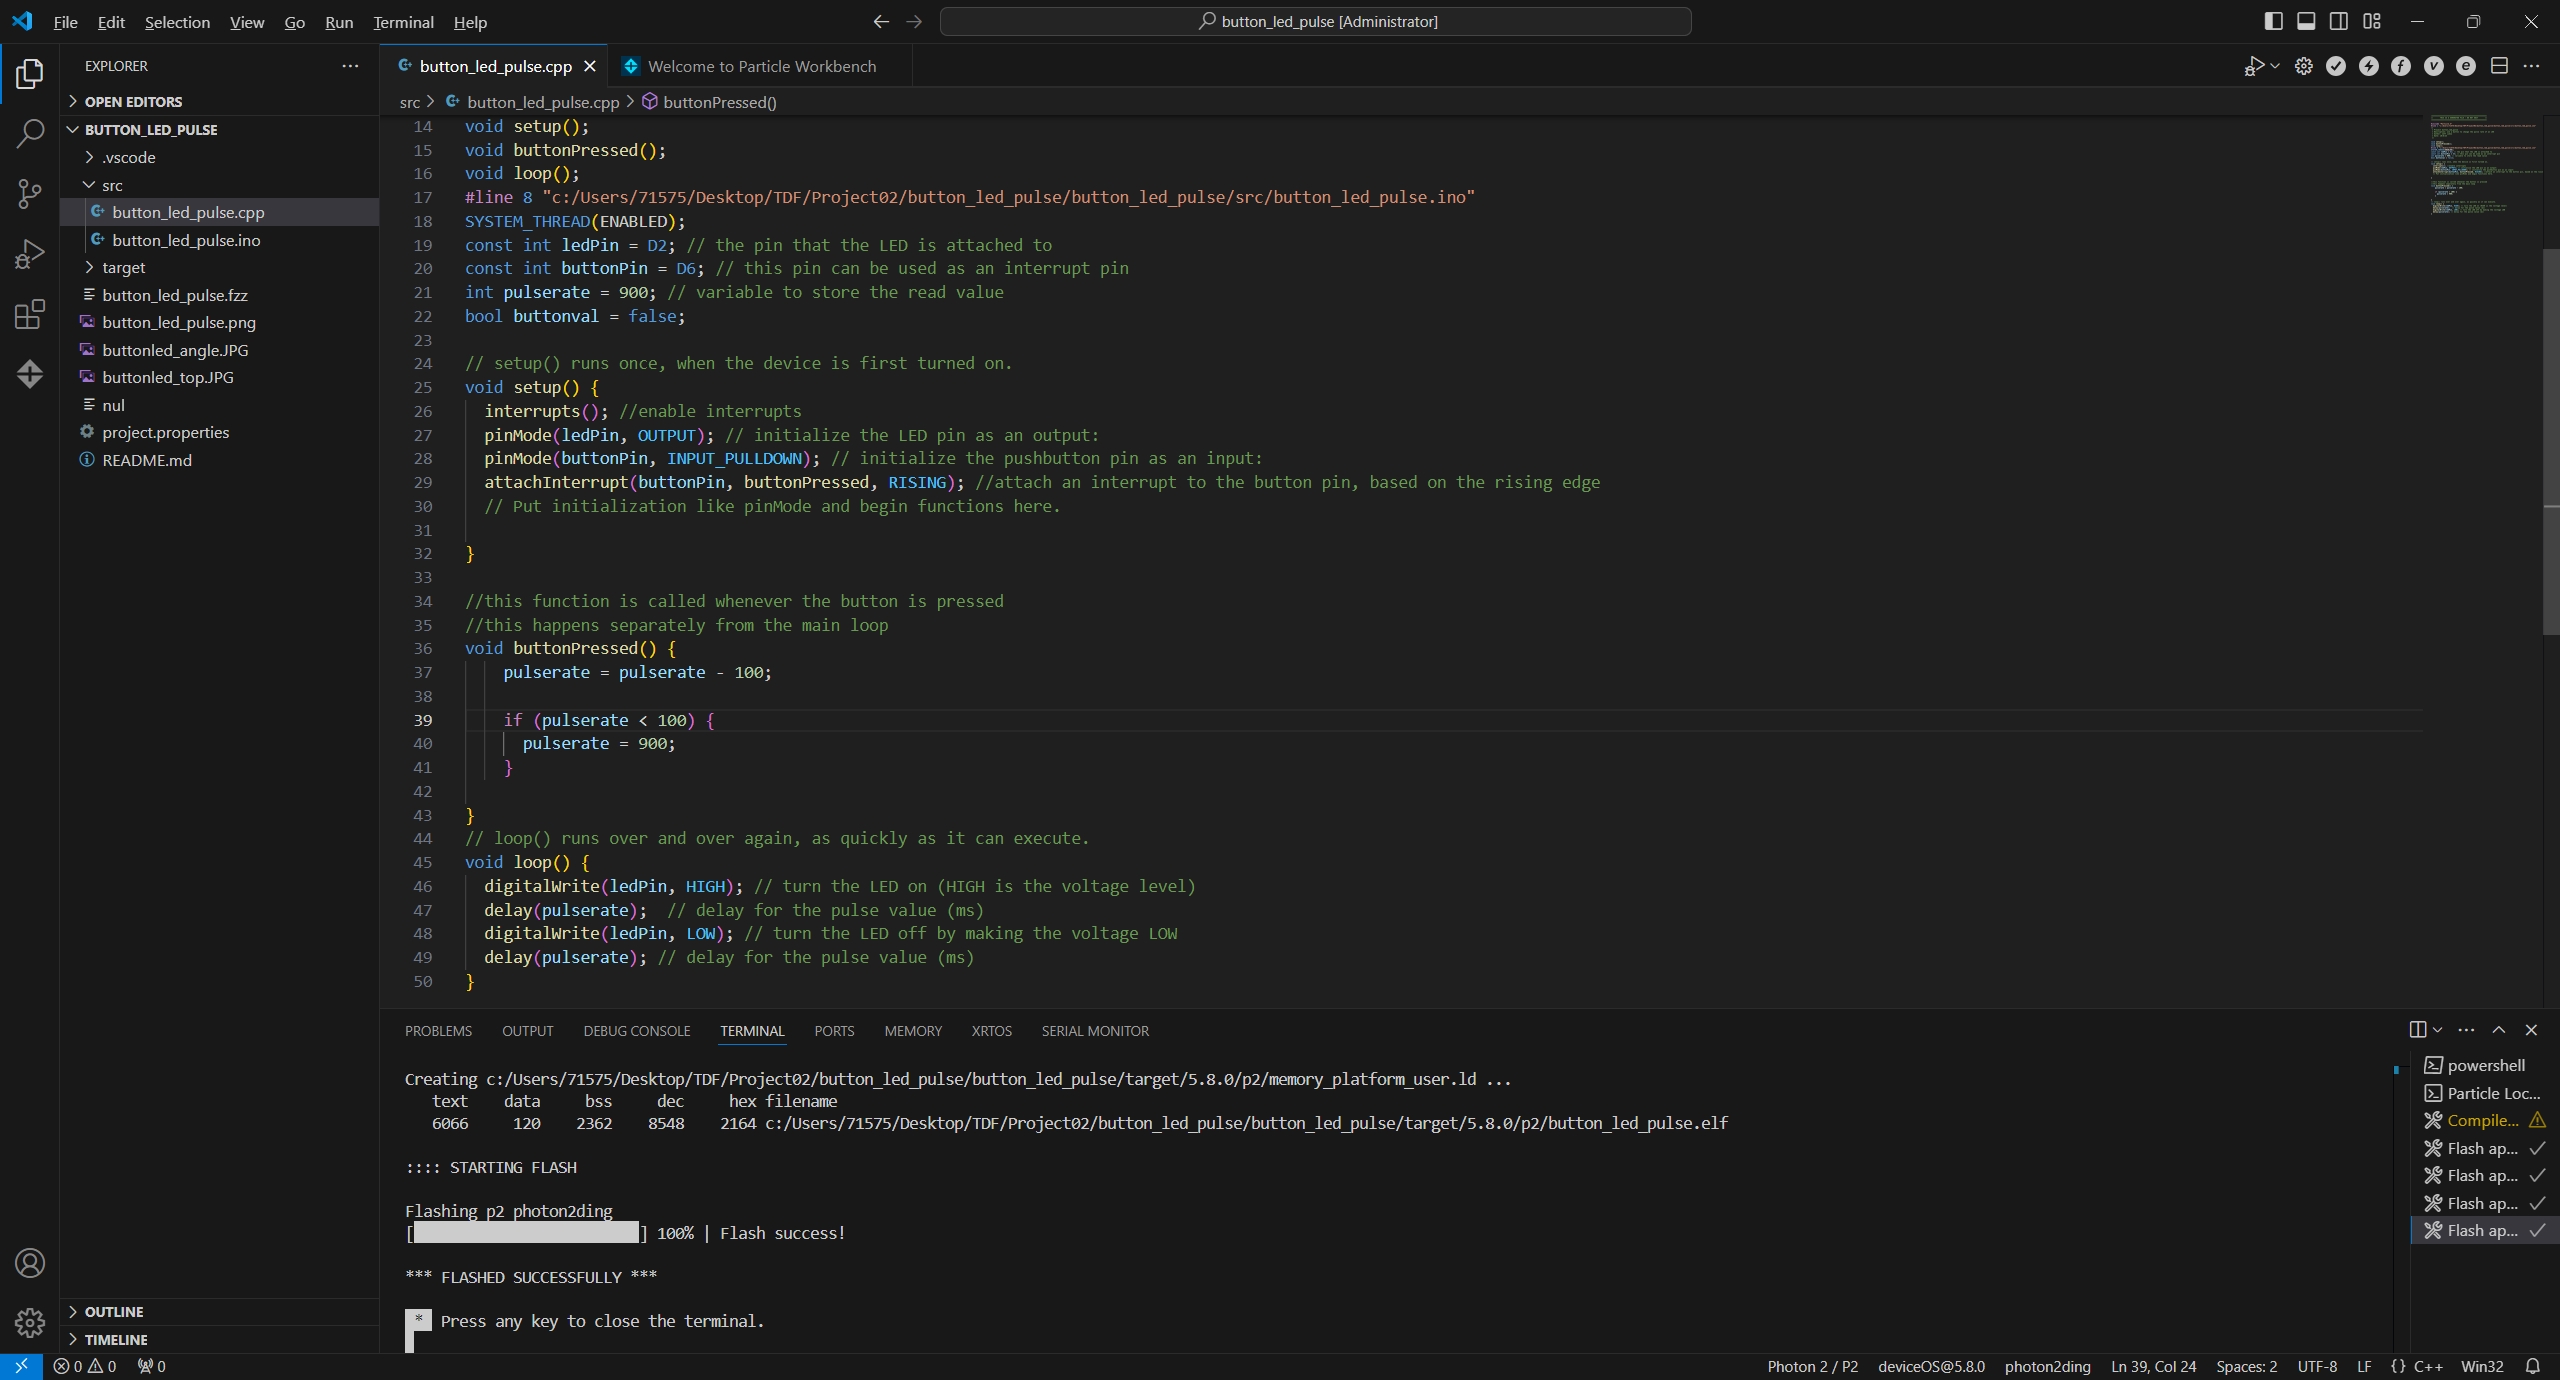 File Edit Selection View Go Run Terminal Help
button_led_pulse [Administrator]
EXPLORER
OPEN EDITORS
BUTTON_LED_PULSE
.vscode
src
button_led_pulse.cpp
button_led_pulse.ino
target
button_led_pulse.fzz
button_led_pulse.png
buttonled_angle.JPG
buttonled_top.JPG
nul
project.properties
README.md
OUTLINE
TIMELINE
button_led_pulse.cpp
Welcome to Particle Workbench
src > button_led_pulse.cpp > buttonPressed()
14 void setup();
15 void buttonPressed();
16 void loop();
17 #line 8 "c:/Users/71575/Desktop/TDF/Project02/button_led_pulse/button_led_pulse/src/button_led_pulse.ino"
18 SYSTEM_THREAD(ENABLED);
19 const int ledPin = D2; // the pin that the LED is attached to
20 const int buttonPin = D6; // this pin can be used as an interrupt pin
21 int pulserate = 900; // variable to store the read value
22 bool buttonval = false;
23
24 // setup() runs once, when the device is first turned on.
25 void setup() {
26 interrupts(); //enable interrupts
27 pinMode(ledPin, OUTPUT); // initialize the LED pin as an output:
28 pinMode(buttonPin, INPUT_PULLDOWN); // initialize the pushbutton pin as an input:
29 attachInterrupt(buttonPin, buttonPressed, RISING); //attach an interrupt to the button pin, based on the rising edge
30 // Put initialization like pinMode and begin functions here.
31
32 }
33
34 //this function is called whenever the button is pressed
35 //this happens separately from the main loop
36 void buttonPressed() {
37 pulserate = pulserate - 100;
38
39 if (pulserate < 100) {
40 pulserate = 900;
41 }
42
43 }
44 // loop() runs over and over again, as quickly as it can execute.
45 void loop() {
46 digitalWrite(ledPin, HIGH); // turn the LED on (HIGH is the voltage level)
47 delay(pulserate); // delay for the pulse value (ms)
48 digitalWrite(ledPin, LOW); // turn the LED off by making the voltage LOW
49 delay(pulserate); // delay for the pulse value (ms)
50 }
PROBLEMS OUTPUT DEBUG CONSOLE TERMINAL PORTS MEMORY XRTOS SERIAL MONITOR
Creating c:/Users/71575/Desktop/TDF/Project02/button_led_pulse/button_led_pulse/target/5.8.0/p2/memory_platform_user.ld ...
text data bss dec hex filename
6066 120 2362 8548 2164 c:/Users/71575/Desktop/TDF/Project02/button_led_pulse/button_led_pulse/target/5.8.0/p2/button_led_pulse.elf
:::: STARTING FLASH
Flashing p2 photon2ding
[ ] 100% | Flash success!
*** FLASHED SUCCESSFULLY ***
* Press any key to close the terminal.
powershell
Particle Loc...
Compile...
Flash ap...
Flash ap...
Flash ap...
Flash ap...
0 0 0
Photon 2 / P2 deviceOS@5.8.0 photon2ding Ln 39, Col 24 Spaces: 2 UTF-8 LF {} C++ Win32